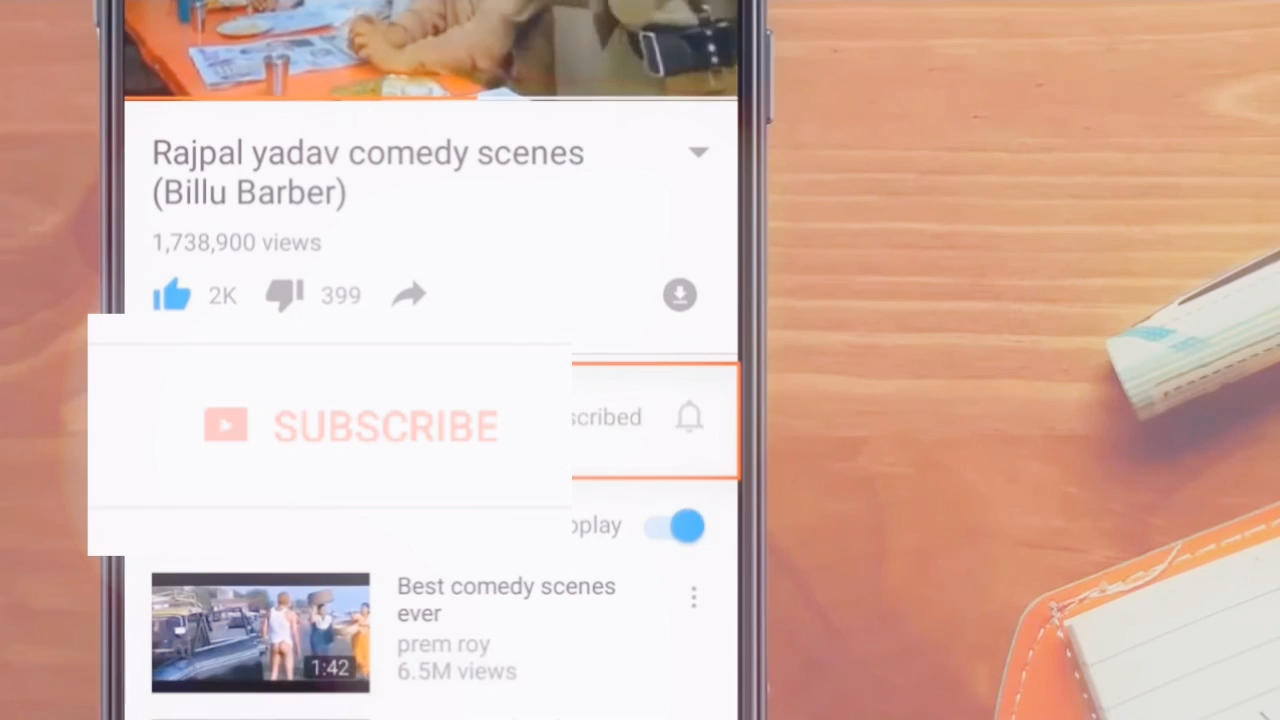 Rajpal yadav comedy scenes
(Billu Barber)
1,738,900 views
2K 399
SUBSCRIBE
scribed
play
1:42
Best comedy scenes
ever
prem roy
6.5M views